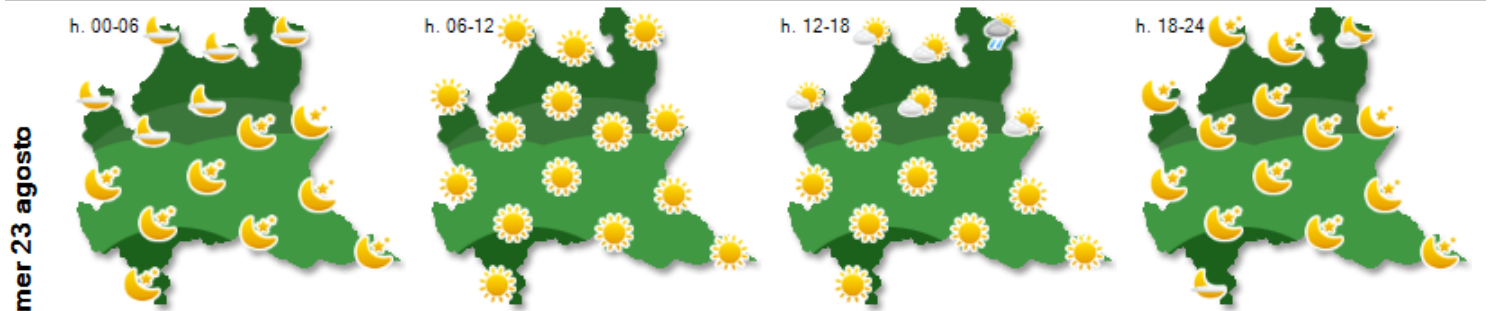 h. 00-06
h. 06-12
h. 12-18
h. 18-24
mer 23 agosto